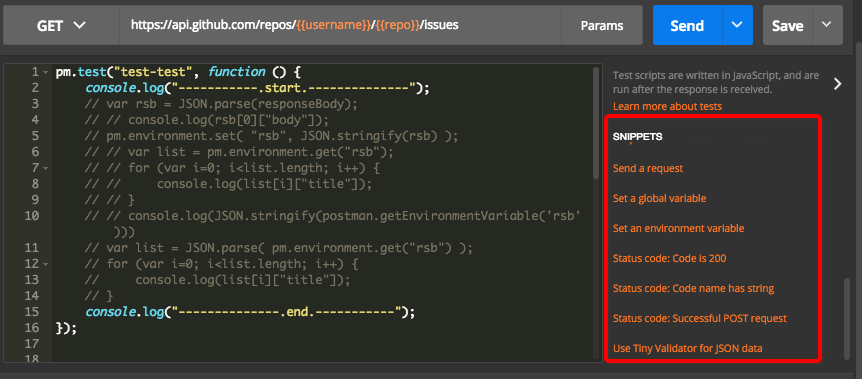 GET https://api.github.com/repos/{{username}}/{{repo}}/issues Params Send Save
1 pm.test("test-test", function () {
2 console.log("-----------.start.-------------");
3 // var rsb = JSON.parse(responseBody);
4 // // console.log(rsb[0]["body"]);
5 // pm.environment.set( "rsb", JSON.stringify(rsb) );
6 // // var list = pm.environment.get("rsb");
7 // // for (var i=0; i<list.length; i++) {
8 // //     console.log(list[i]["title"]);
9 // // }
10 // // console.log(JSON.stringify(postman.getEnvironmentVariable('rsb'
)))
11 // var list = JSON.parse( pm.environment.get("rsb") );
12 // for (var i=0; i<list.length; i++) {
13 //     console.log(list[i]["title"]);
14 // }
15 console.log("--------------.end.-----------");
16 });
17
18
Test scripts are written in JavaScript, and are
run after the response is received.
Learn more about tests
SNIPPETS
Send a request
Set a global variable
Set an environment variable
Status code: Code is 200
Status code: Code name has string
Status code: Successful POST request
Use Tiny Validator for JSON data